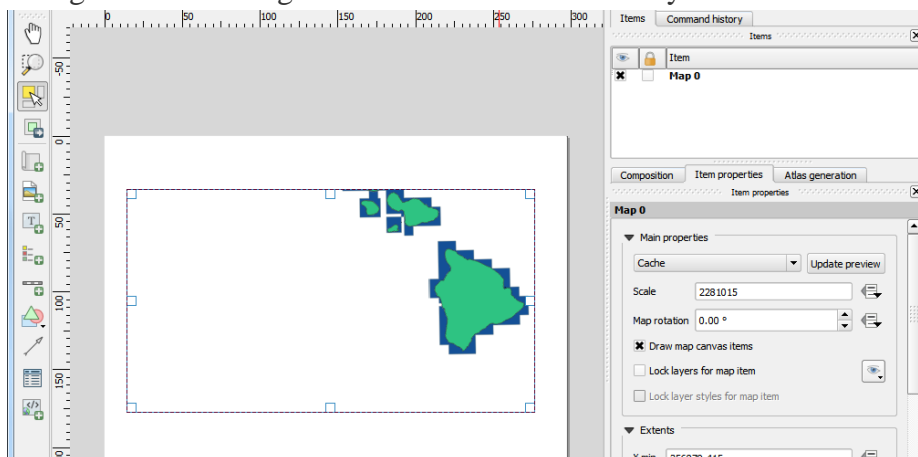 0 50 100 150 200 250 300
-50
0
50
100
150
Items Command history
Items
Item
Map 0
Composition Item properties Atlas generation
Item properties
Map 0
Main properties
Cache Update preview
Scale 2281015
Map rotation 0.00 °
Draw map canvas items
Lock layers for map item
Lock layer styles for map item
Extents